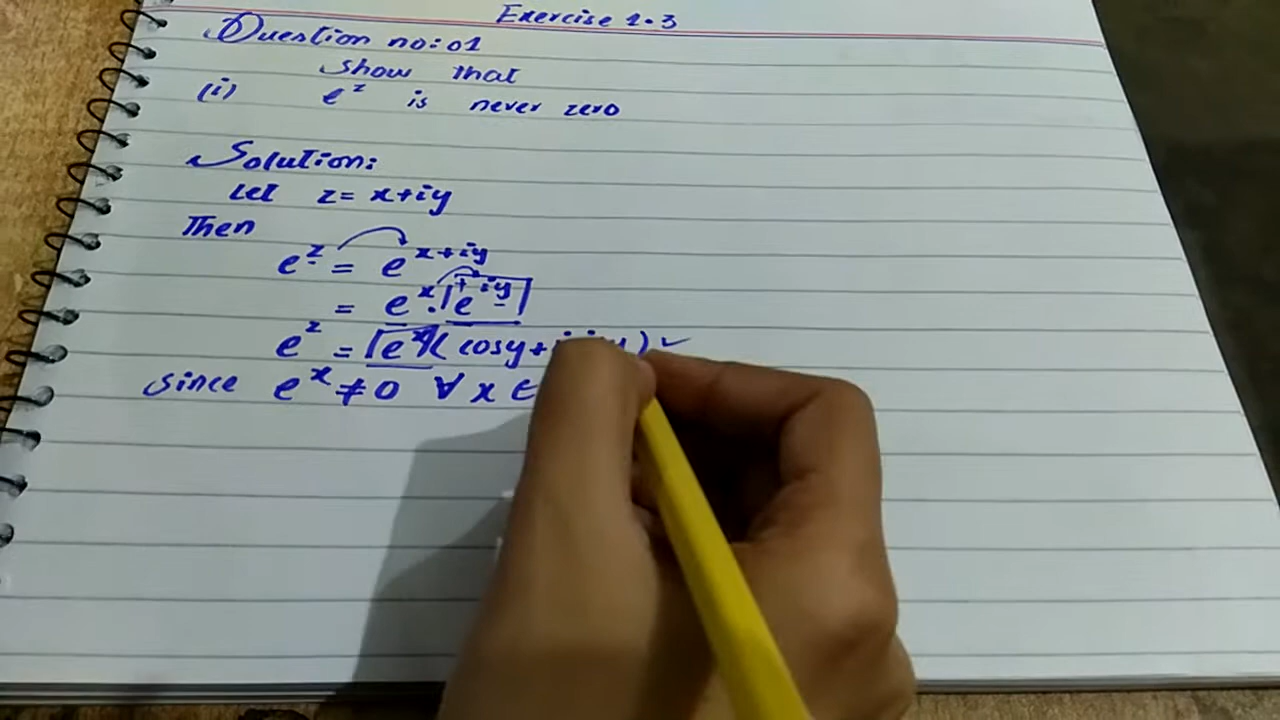 Exercise 1.3
Question no: 01
show that
(i) e^z is never zero
Solution:
Let z = x+iy
Then
e^z = e^x+iy
= e^x . e^+iy
e^z = e^x ( cosy+
since e^x ≠ 0 ∀ x ∈